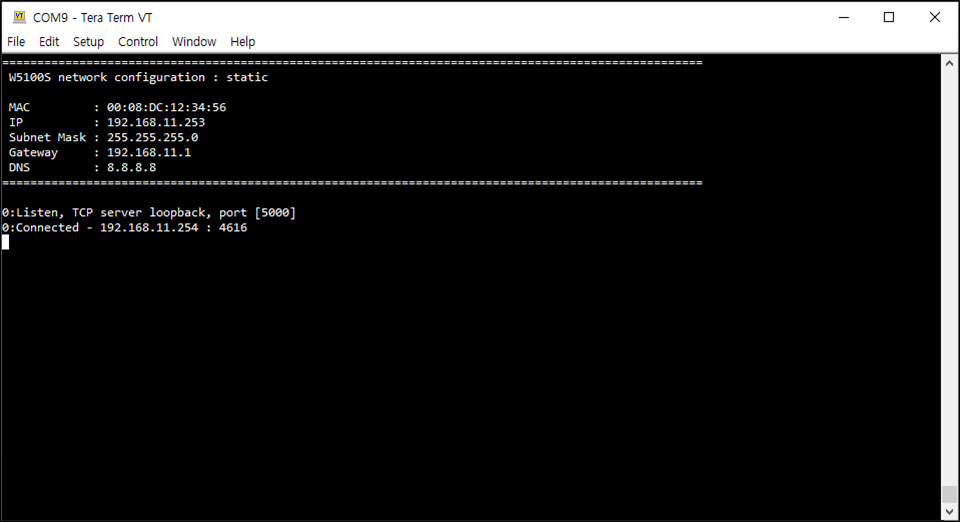 VT
COM9 - Tera Term VT
File Edit Setup Control Window Help
====================================================================================================
W5100S network configuration : static
MAC : 00:08:DC:12:34:56
IP : 192.168.11.253
Subnet Mask : 255.255.255.0
Gateway : 192.168.11.1
DNS : 8.8.8.8
====================================================================================================
0:Listen, TCP server loopback, port [5000]
0:Connected - 192.168.11.254 : 4616